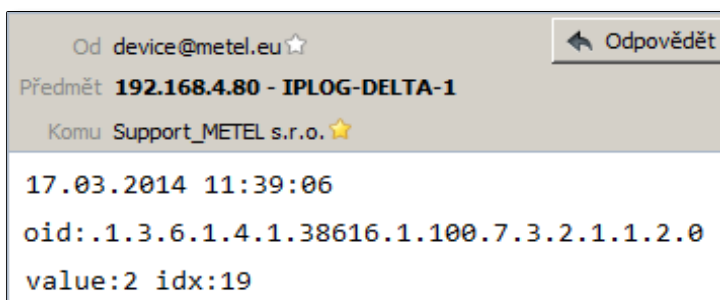 Od device@metel.eu Odpovědět
Předmět 192.168.4.80 - IPLOG-DELTA-1
Komu Support_METEL s.r.o.
17.03.2014 11:39:06
oid:.1.3.6.1.4.1.38616.1.100.7.3.2.1.1.2.0
value:2 idx:19